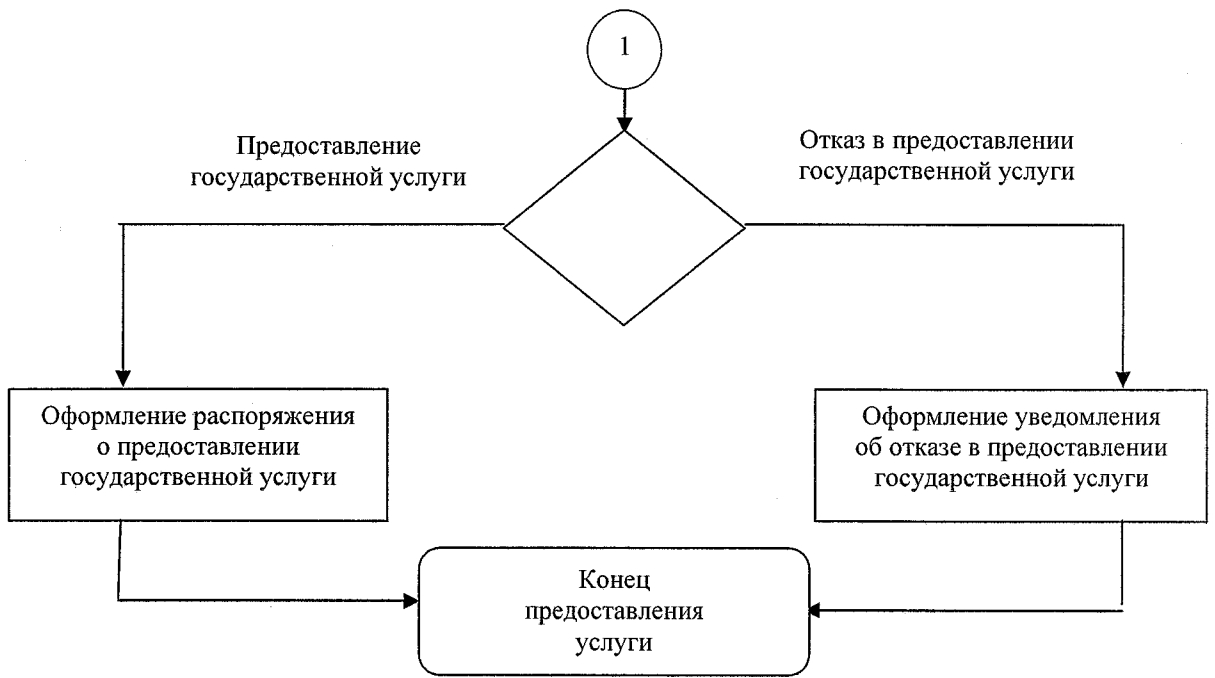 1
Предоставление
государственной услуги
Отказ в предоставлении
государственной услуги
Оформление распоряжения
о предоставлении
государственной услуги
Оформление уведомления
об отказе в предоставлении
государственной услуги
Конец
предоставления
услуги